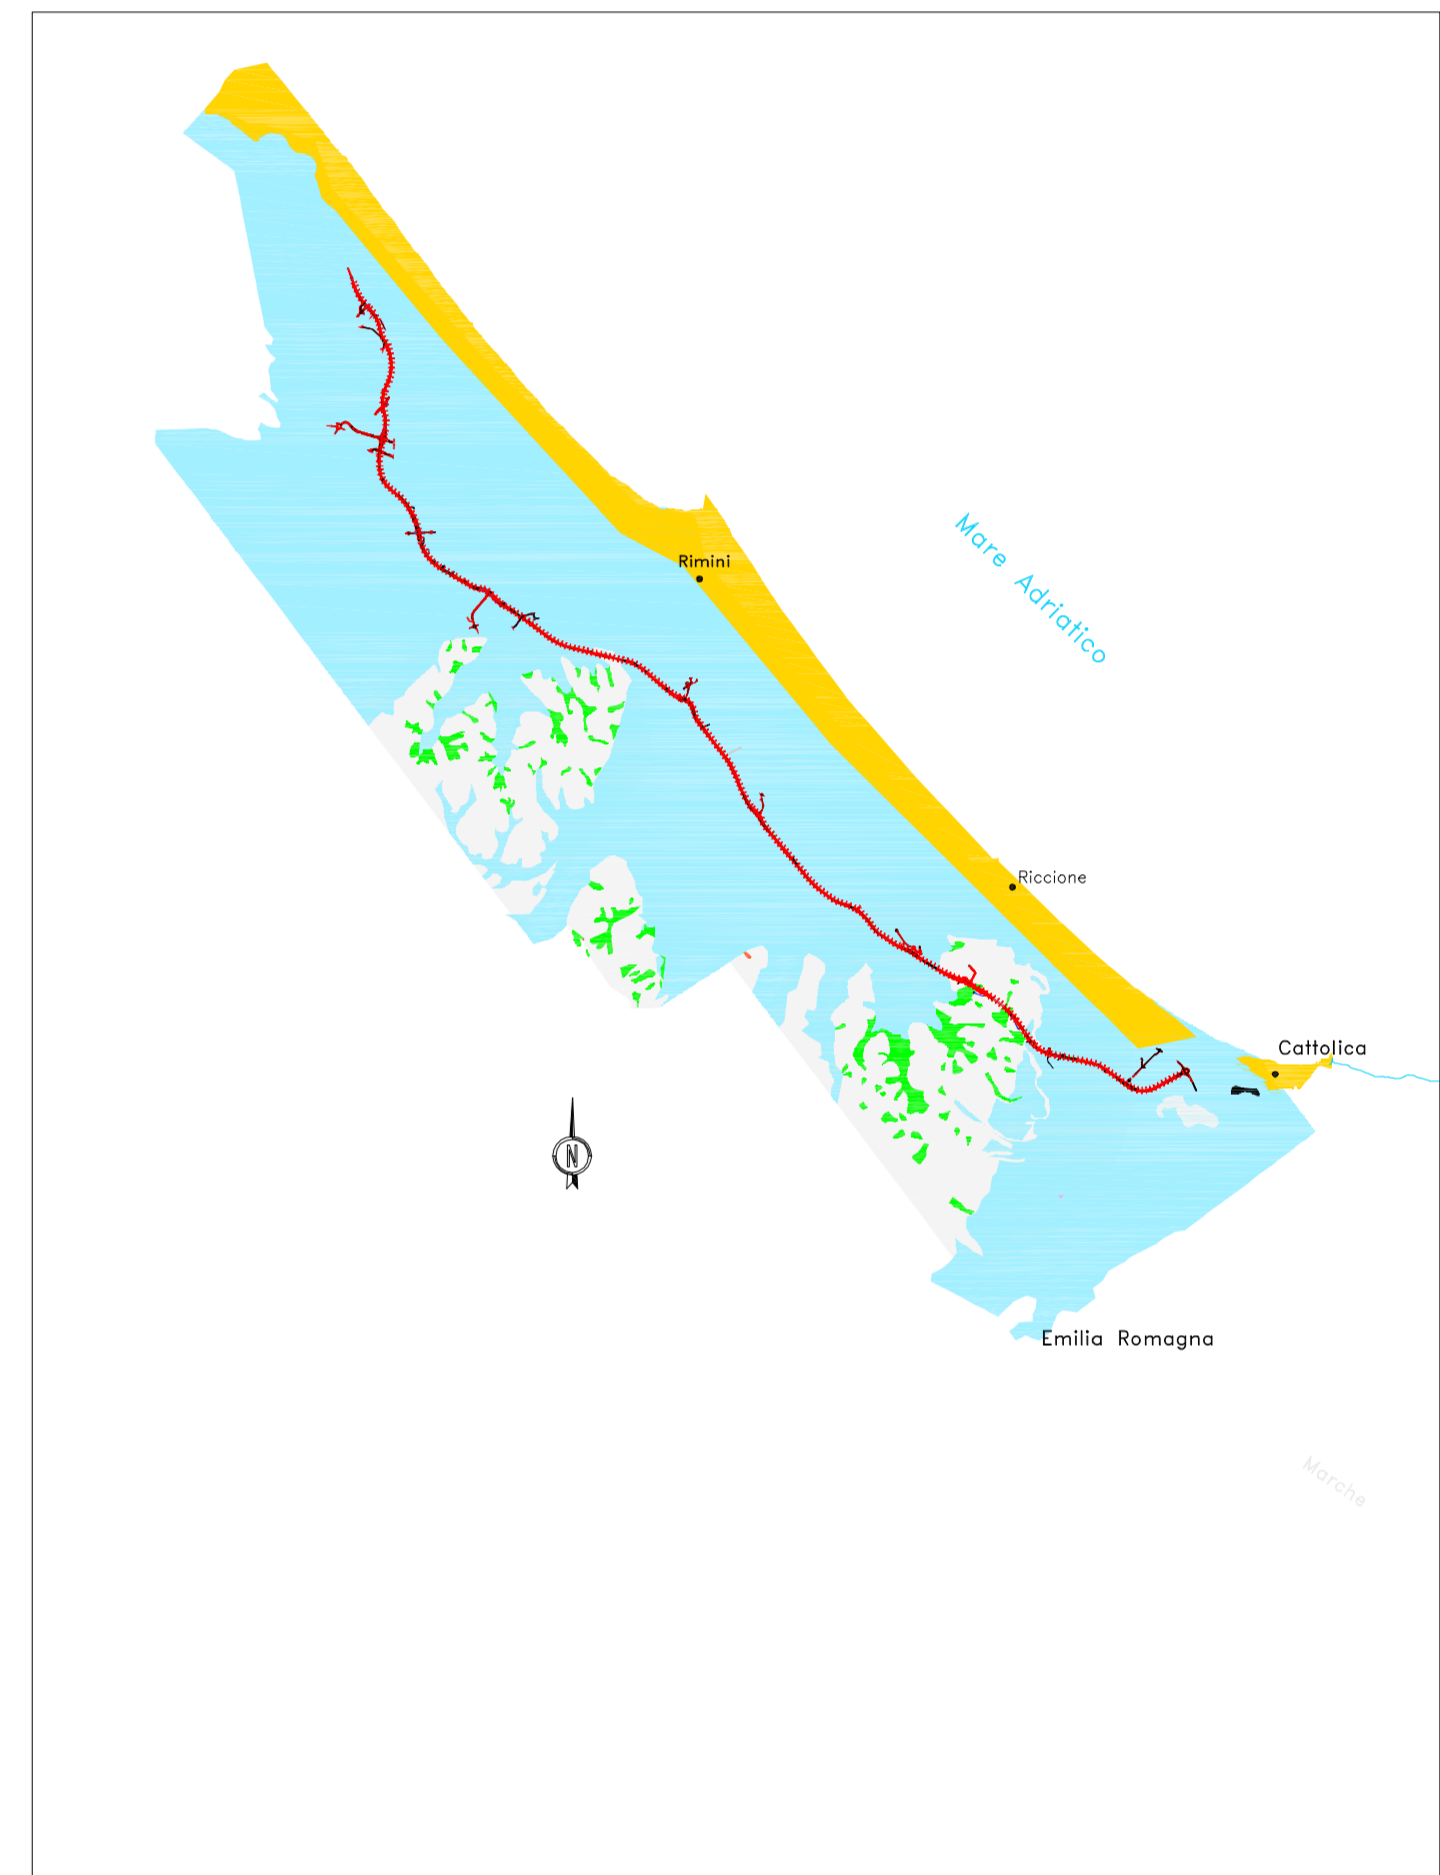 Mare Adriatico
Rimini
Riccione
Cattolica
N
Emilia Romagna
Marche